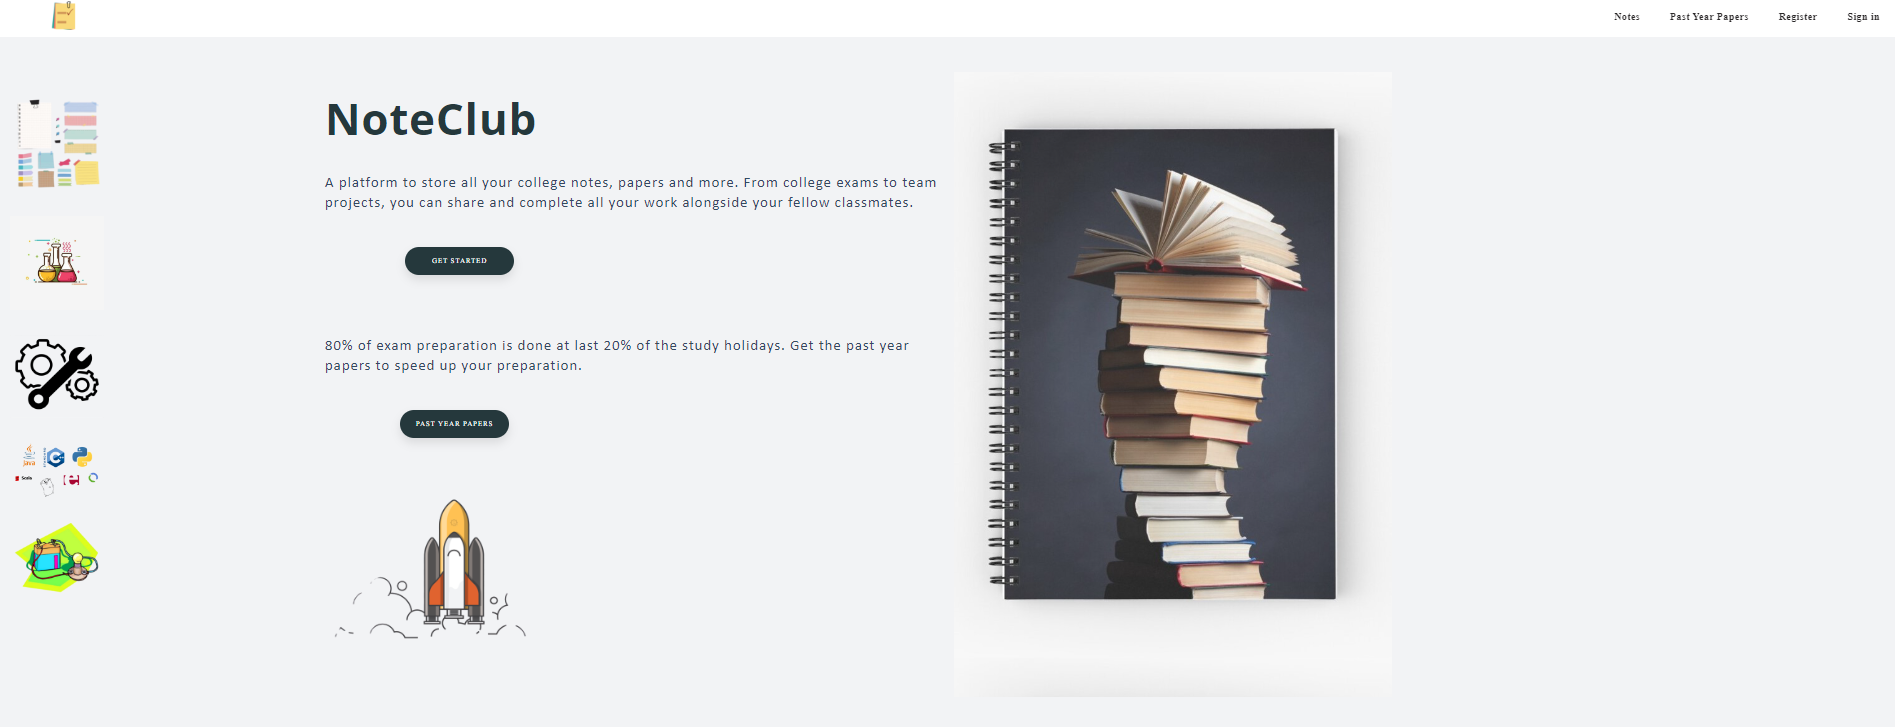 Notes
Past Year Papers
Register
Sign in
NoteClub
A platform to store all your college notes, papers and more. From college exams to team
projects, you can share and complete all your work alongside your fellow classmates.
GET STARTED
80% of exam preparation is done at last 20% of the study holidays. Get the past year
papers to speed up your preparation.
PAST YEAR PAPERS
Java
C++
Scala